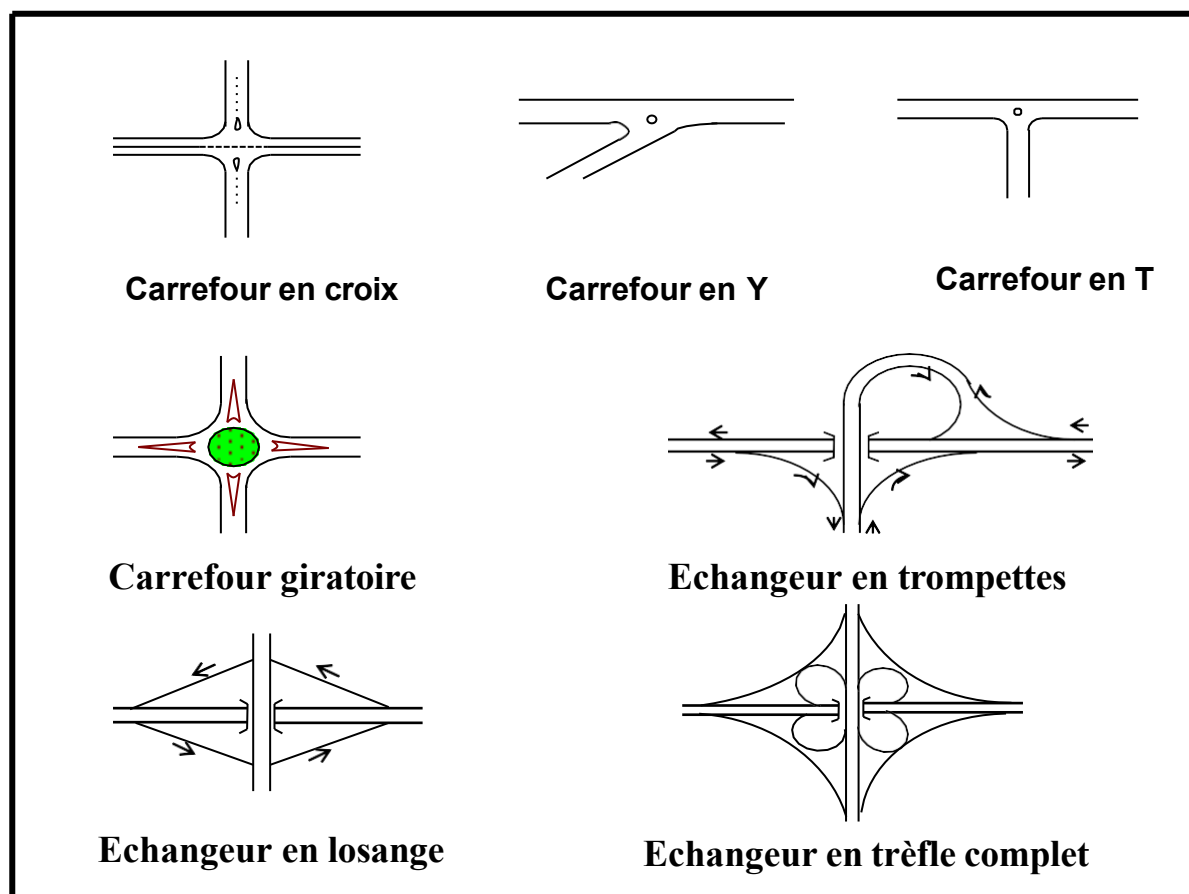 Carrefour en croix
Carrefour en Y
Carrefour en T
Carrefour giratoire
Echangeur en trompettes
Echangeur en losange
Echangeur en trèfle complet